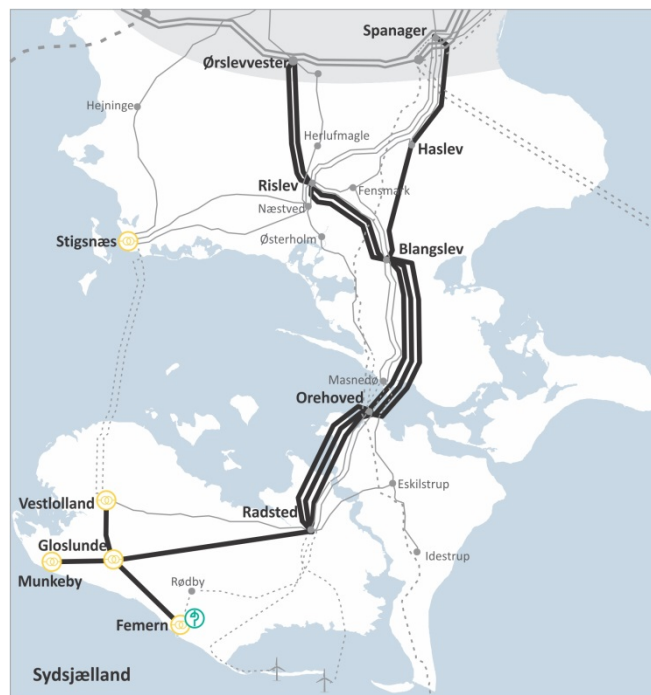 Spanager
Ørslevvester
Hejninge
Herlufmagle
Haslev
Rislev
Fensmark
Næstved
Østerholm
Stigsnæs
Blangslev
Masnedø
Orehoved
Eskilstrup
Vestlolland
Radsted
Gloslunde
Idestrup
Munkeby
Rødby
Femern
Sydsjælland